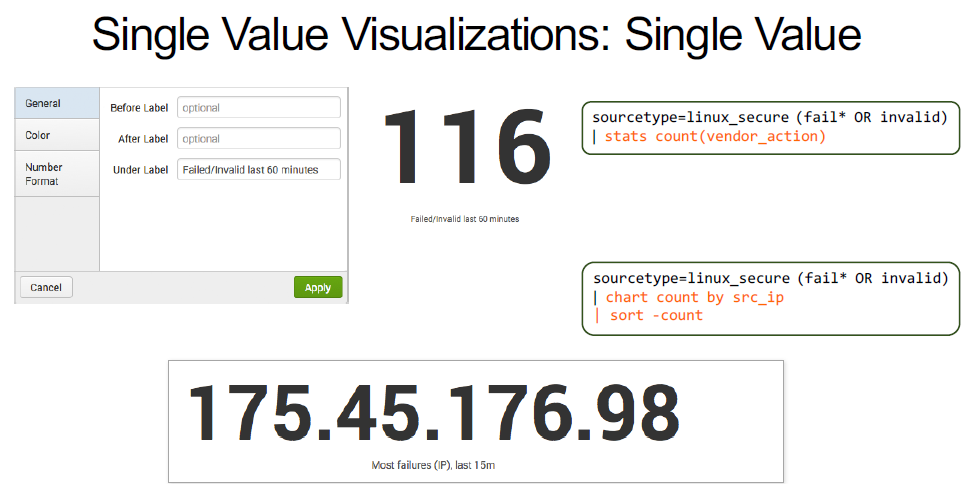 Single Value Visualizations: Single Value
General
Color
Number
Format
Before Label optional
After Label optional
Under Label Failed/Invalid last 60 minutes
Cancel
Apply
116
Failed/Invalid last 60 minutes
sourcetype=linux_secure (fail* OR invalid)
| stats count(vendor_action)
sourcetype=linux_secure (fail* OR invalid)
| chart count by src_ip
| sort -count
175.45.176.98
Most failures (IP), last 15m